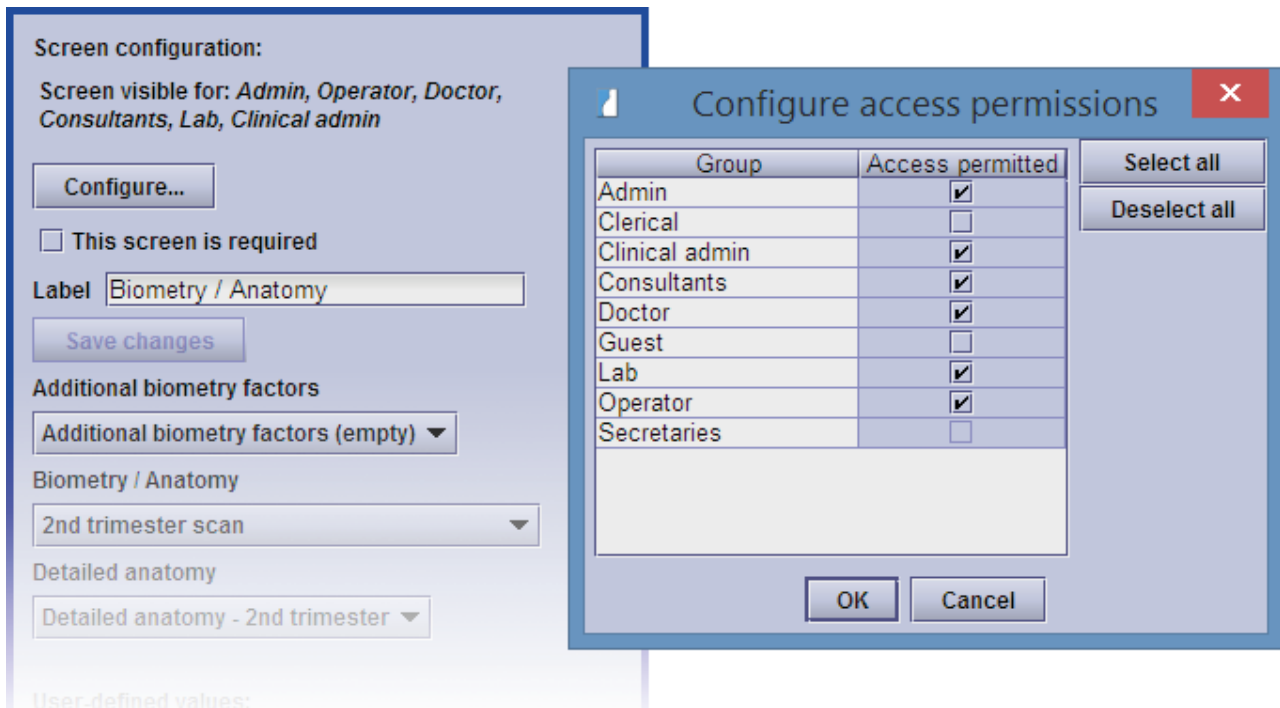 Screen configuration:
Screen visible for: Admin, Operator, Doctor,
Consultants, Lab, Clinical admin
Configure...
This screen is required
Label Biometry / Anatomy
Save changes
Additional biometry factors
Additional biometry factors (empty)
Biometry / Anatomy
2nd trimester scan
Detailed anatomy
Detailed anatomy - 2nd trimester
User-defined values:
Configure access permissions
Group Access permitted
Admin
Clerical
Clinical admin
Consultants
Doctor
Guest
Lab
Operator
Secretaries
Select all
Deselect all
OK Cancel